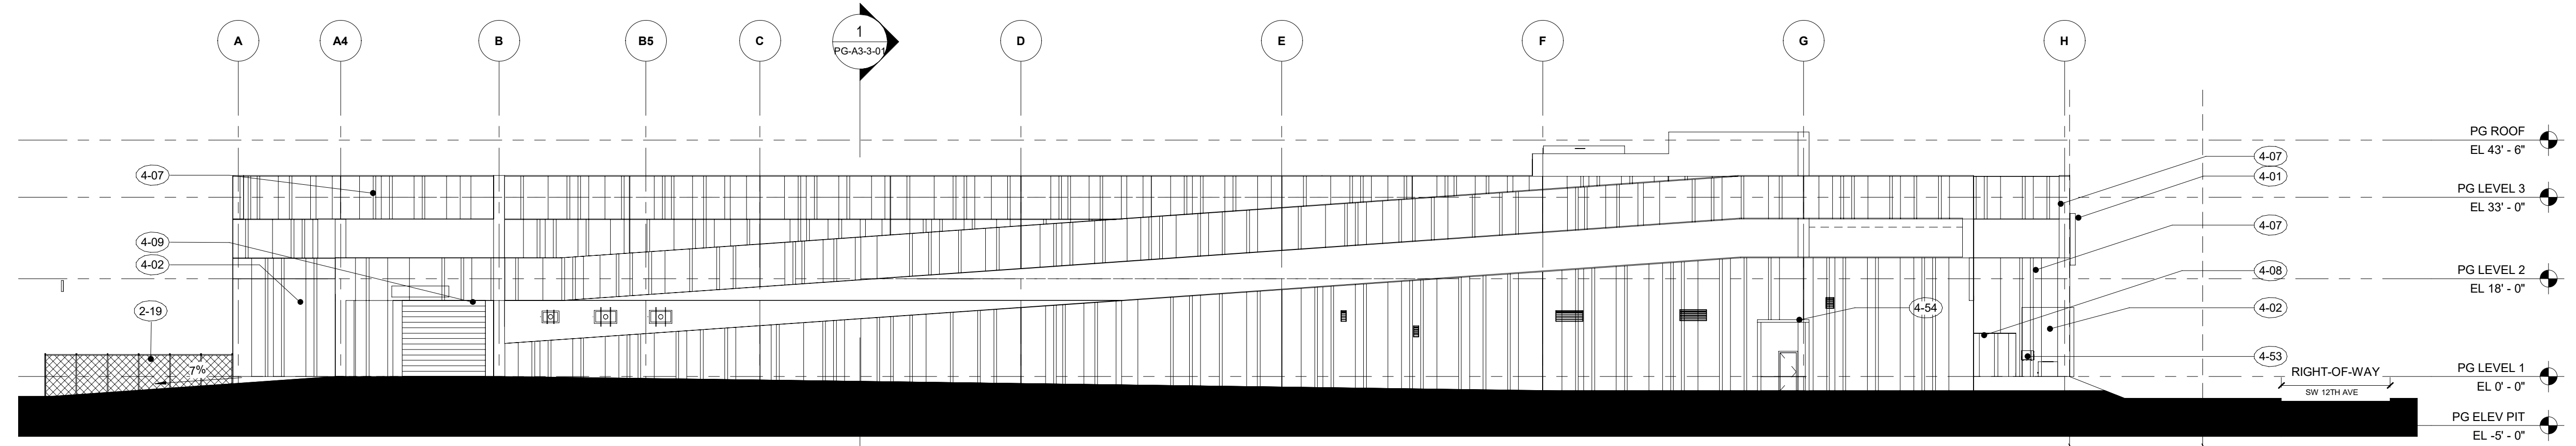 A
A4
B
B5
C
1
PG-A3-3-01
D
E
F
G
H
PG ROOF
EL 43' - 6"
4-07
4-07
4-01
PG LEVEL 3
EL 33' - 0"
4-07
4-09
4-02
4-08
PG LEVEL 2
EL 18' - 0"
2-19
4-54
4-02
4-53
7%
RIGHT-OF-WAY
SW 12TH AVE
PG LEVEL 1
EL 0' - 0"
PG ELEV PIT
EL -5' - 0"